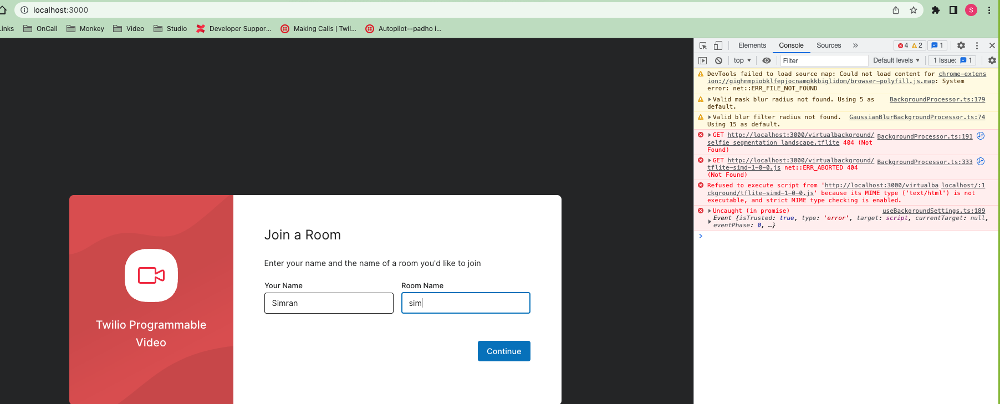 localhost:3000
S
inks OnCall Monkey Video Studio Developer Suppor... Making Calls | Twil... Autopilot--padho i...
Elements Console Sources » 4 2 1
top Filter Default levels 1 Issue: 1
DevTools failed to load source map: Could not load content for chrome-extens
ion://gighmmpiobklfepjocnamgkkbiglidom/browser-polyfill.js.map: System
error: net::ERR_FILE_NOT_FOUND
Valid mask blur radius not found. Using 5 as BackgroundProcessor.ts:179
default.
Valid blur filter radius not found. GaussianBlurBackgroundProcessor.ts:74
Using 15 as default.
GET http://localhost:3000/virtualbackground/ BackgroundProcessor.ts:191
selfie_segmentation_landscape.tflite 404 (Not
Found)
GET http://localhost:3000/virtualbackground/ BackgroundProcessor.ts:333
tflite-simd-1-0-0.js net::ERR_ABORTED 404
(Not Found)
Refused to execute script from 'http://localhost:3000/virtualba localhost/:1
ckground/tflite-simd-1-0-0.js' because its MIME type ('text/html') is not
executable, and strict MIME type checking is enabled.
Uncaught (in promise) useBackgroundSettings.ts:189
Event {isTrusted: true, type: 'error', target: script, currentTarget: null,
eventPhase: 0, …}
Twilio Programmable
Video
Join a Room
Enter your name and the name of a room you'd like to join
Your Name Room Name
Simran sim
Continue